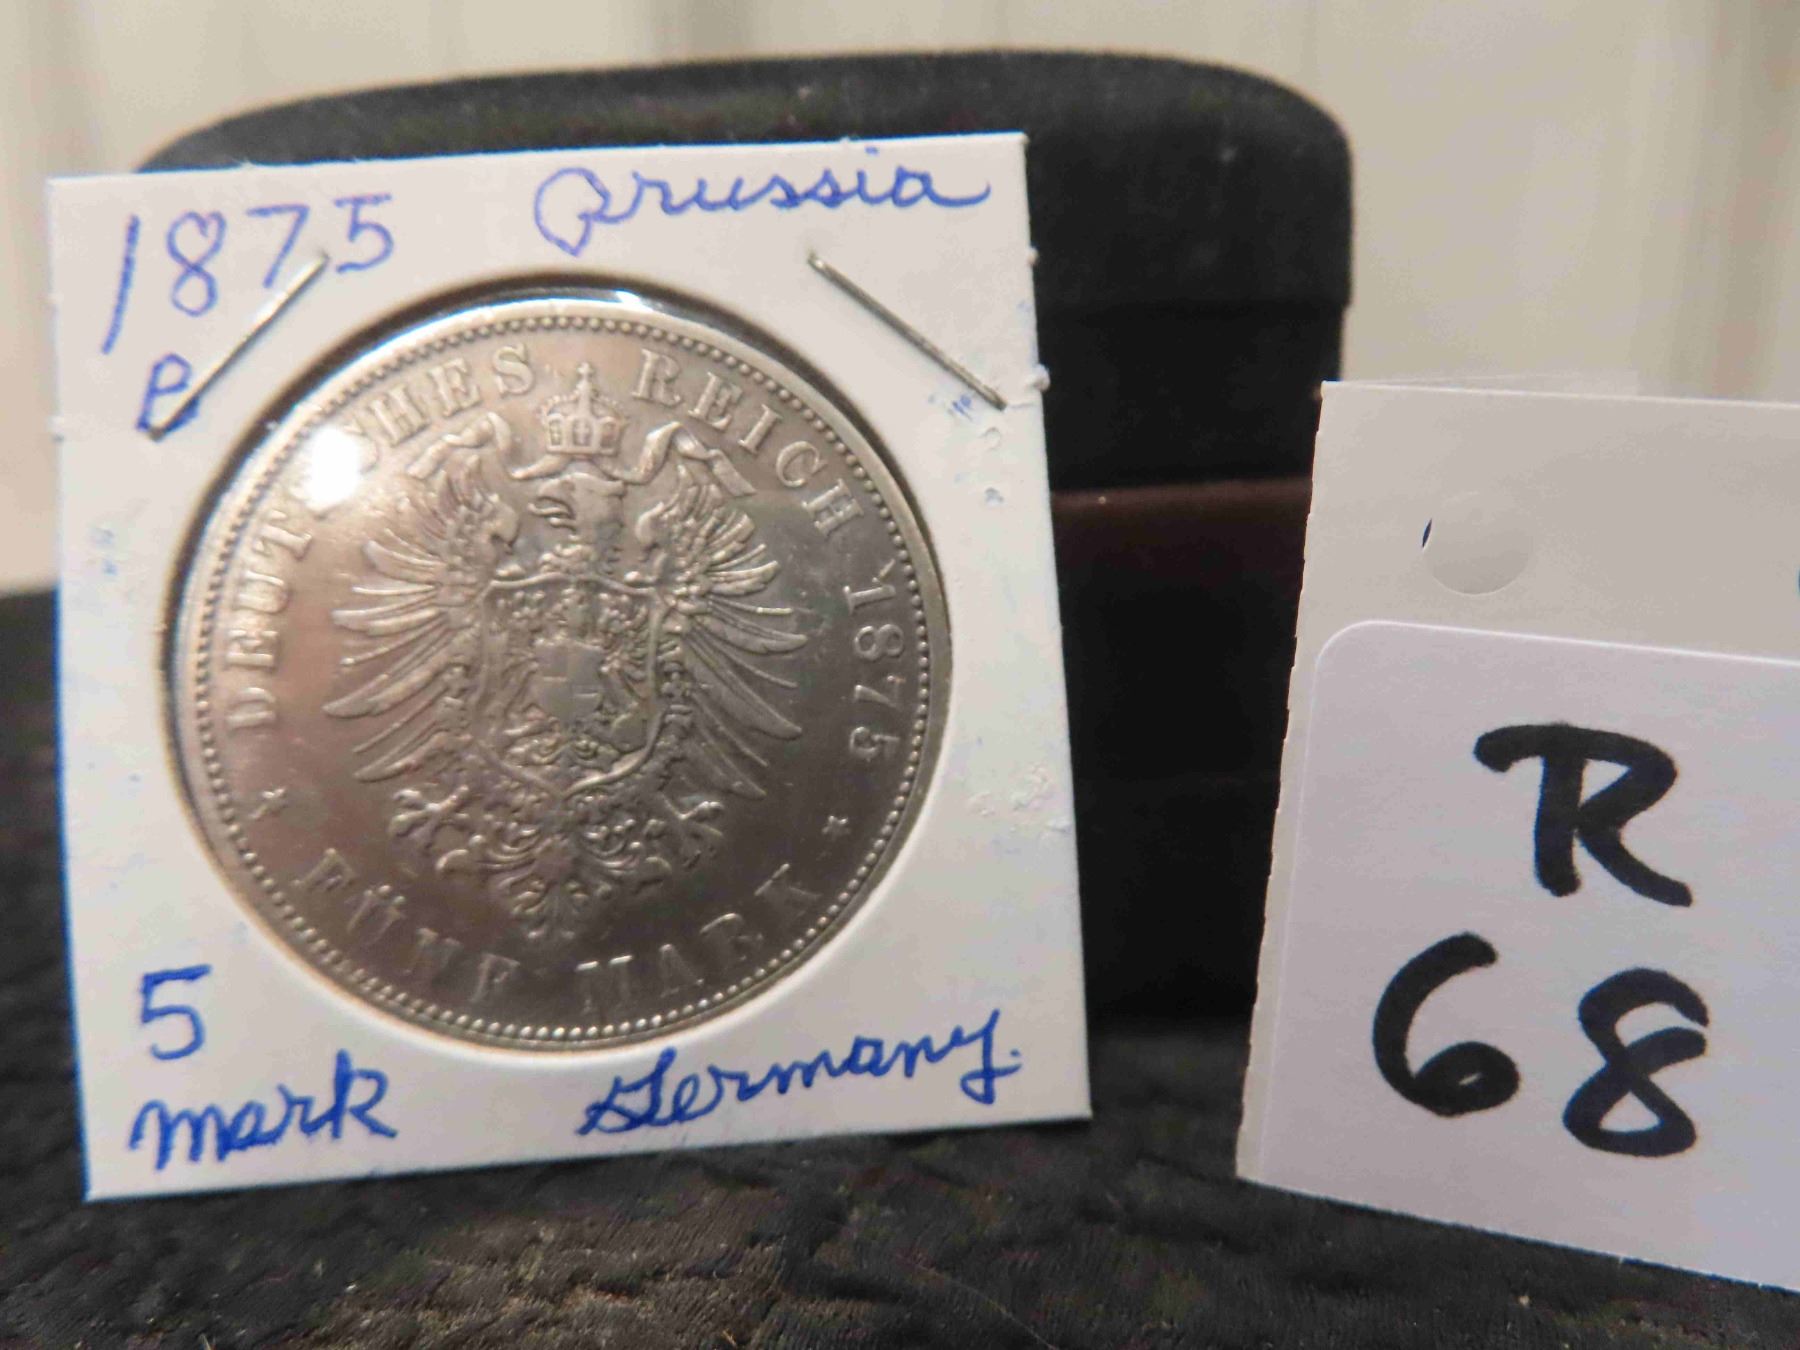 1875 Prussia
B
DEUTSCHES REICH 1875
* FÜNF MARK *
5
mark Germany.
R
68